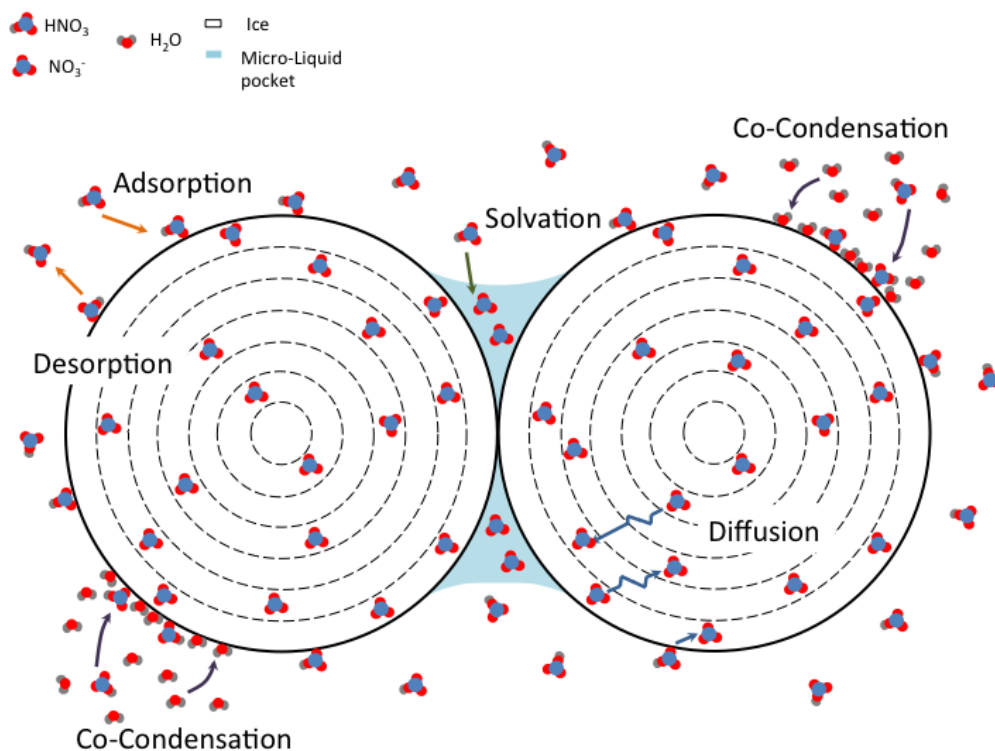 HNO₃
H₂O
Ice
NO₃⁻
Micro-Liquid
pocket
Co-Condensation
Adsorption
Solvation
Desorption
Diffusion
Co-Condensation